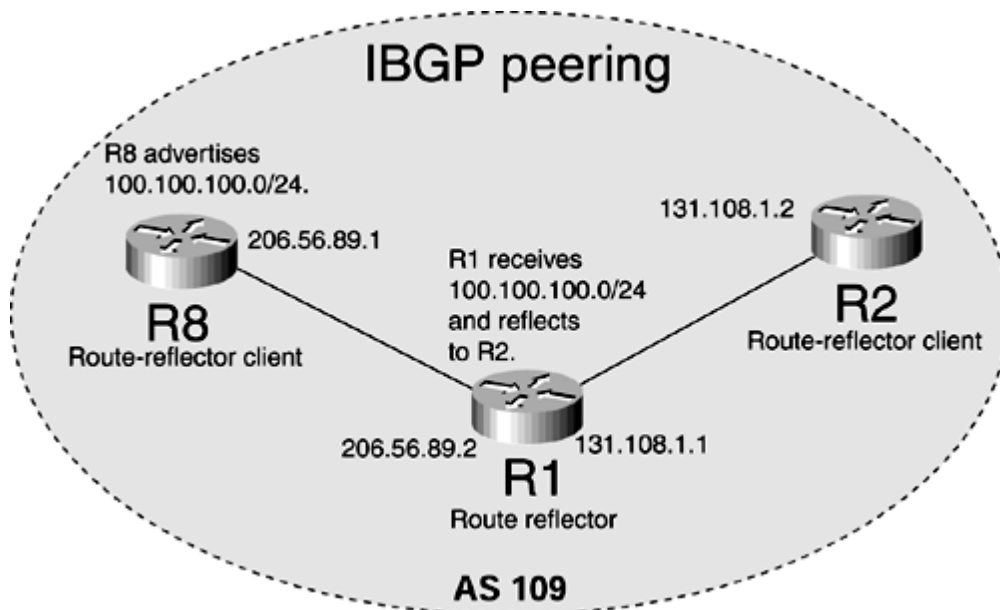 IBGP peering
R8 advertises
100.100.100.0/24.
206.56.89.1
R8
Route-reflector client
131.108.1.2
R2
Route-reflector client
R1 receives
100.100.100.0/24
and reflects
to R2.
206.56.89.2
131.108.1.1
R1
Route reflector
AS 109